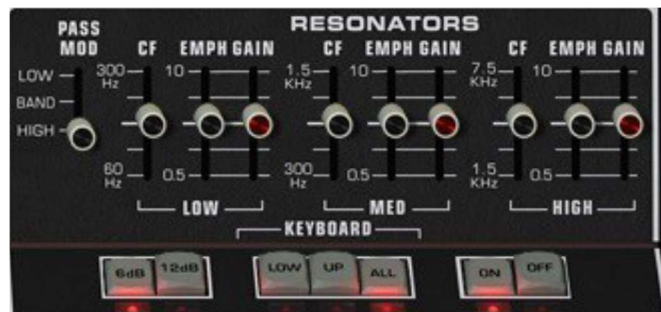 RESONATORS
PASS MOD CF EMPH GAIN CF EMPH GAIN CF EMPH GAIN
LOW 300 Hz 10 1.5 KHz 10 7.5 KHz 10
BAND
HIGH
60 Hz 0.5 300 Hz 0.5 1.5 KHz 0.5
LOW MED HIGH
KEYBOARD
6dB 12dB LOW UP ALL ON OFF